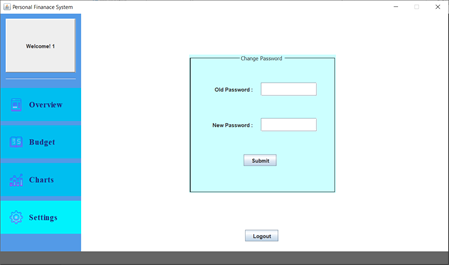 Personal Finanace System
Welcome! 1
Overview
Budget
Charts
Settings
Change Password
Old Password :
New Password :
Submit
Logout